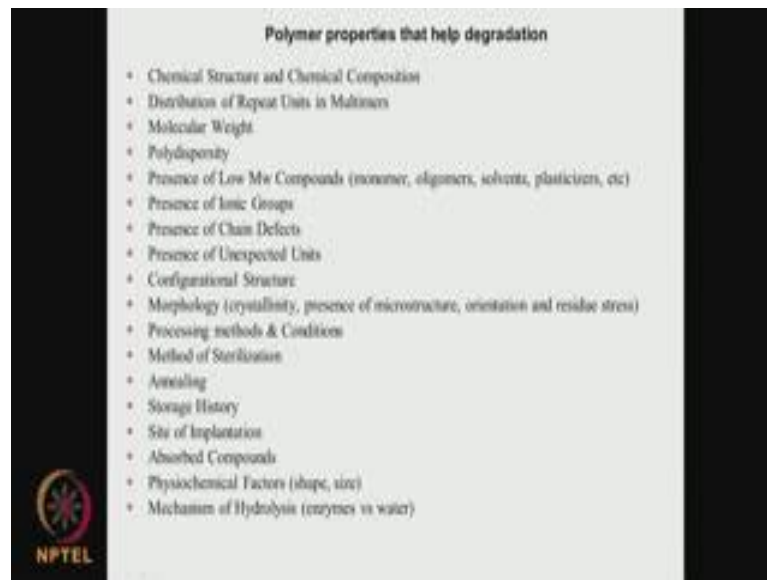 Polymer properties that help degradation
• Chemical Structure and Chemical Composition
• Distribution of Repeat Units in Multimers
• Molecular Weight
• Polydispersity
• Presence of Low Mw Compounds (monomer, oligomers, solvents, plasticizers, etc)
• Presence of Ionic Groups
• Presence of Chain Defects
• Presence of Unexpected Units
• Configurational Structure
• Morphology (crystallinity, presence of microstructure, orientation and residue stress)
• Processing methods & Conditions
• Method of Sterilization
• Annealing
• Storage History
• Site of Implantation
• Absorbed Compounds
• Physiochemical Factors (shape, size)
• Mechanism of Hydrolysis (enzymes vs water)
NPTEL